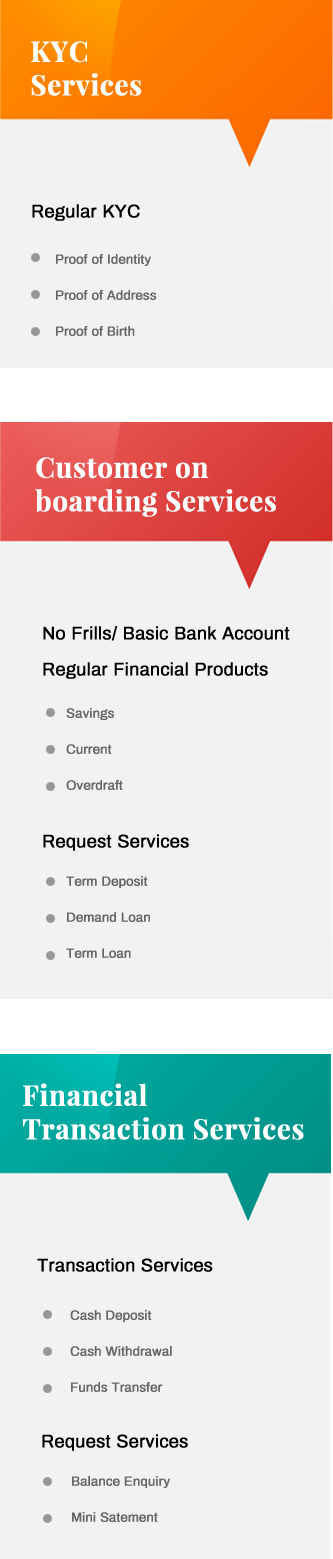 KYC
Services
Regular KYC
Proof of Identity
Proof of Address
Proof of Birth
Customer on
boarding Services
No Frills/ Basic Bank Account
Regular Financial Products
Savings
Current
Overdraft
Request Services
Term Deposit
Demand Loan
Term Loan
Financial
Transaction Services
Transaction Services
Cash Deposit
Cash Withdrawal
Funds Transfer
Request Services
Balance Enquiry
Mini Satement